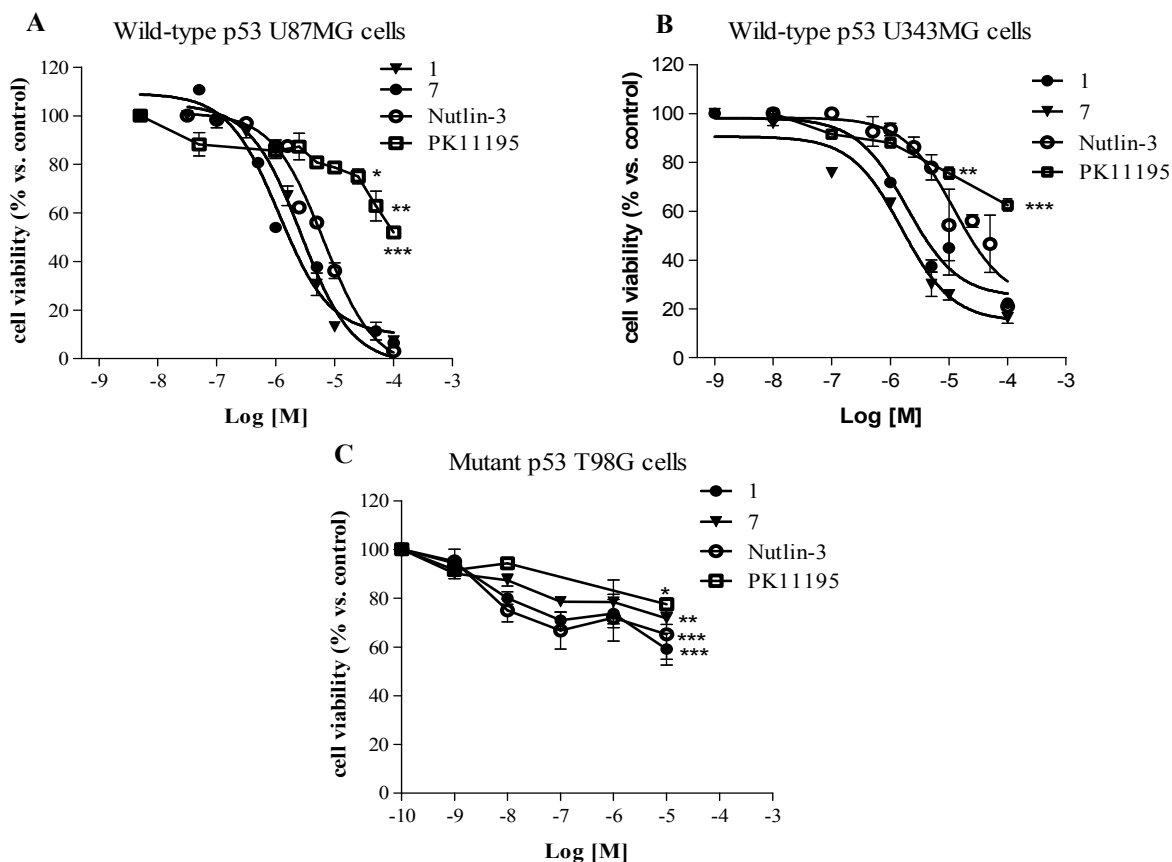 A
Wild-type p53 U87MG cells
cell viability (% vs. control)
120
100
80
60
40
20
0
-9 -8 -7 -6 -5 -4 -3
Log [M]
1
7
Nutlin-3
PK11195
*
**
***
B
Wild-type p53 U343MG cells
cell viability (% vs. control)
120
100
80
60
40
20
0
-9 -8 -7 -6 -5 -4 -3
Log [M]
1
7
Nutlin-3
PK11195
**
***
C
Mutant p53 T98G cells
cell viability (% vs. control)
120
100
80
60
40
20
0
-10 -9 -8 -7 -6 -5 -4
Log [M]
1
7
Nutlin-3
PK11195
*
**
***
***